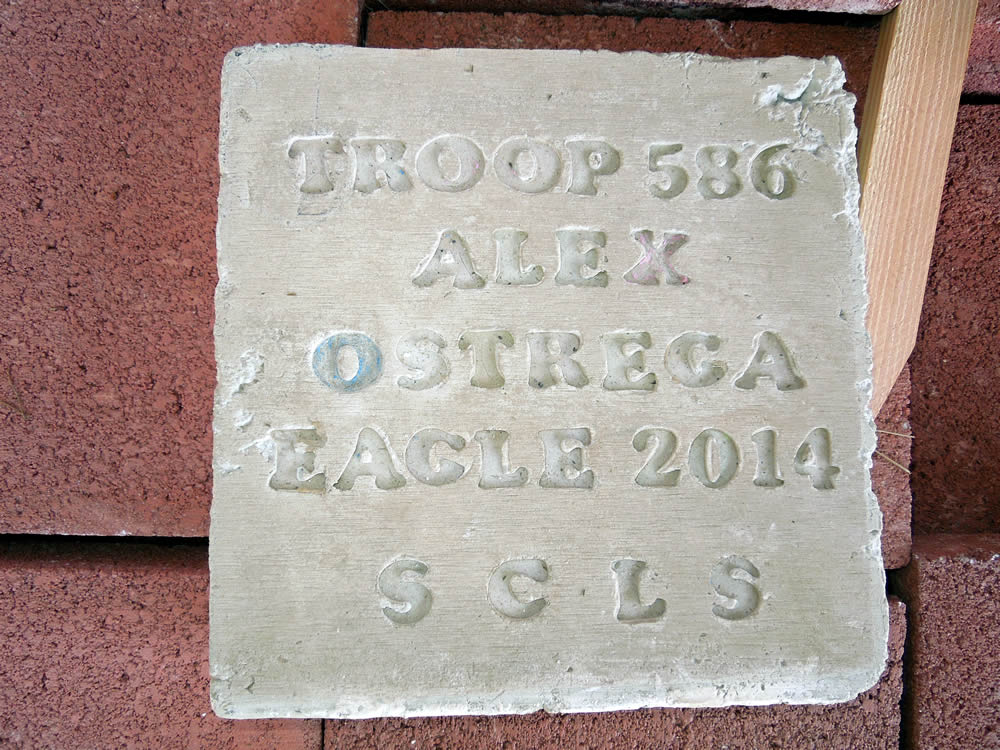 TROOP 586
ALEX
OSTREGA
EAGLE 2014
S C L S